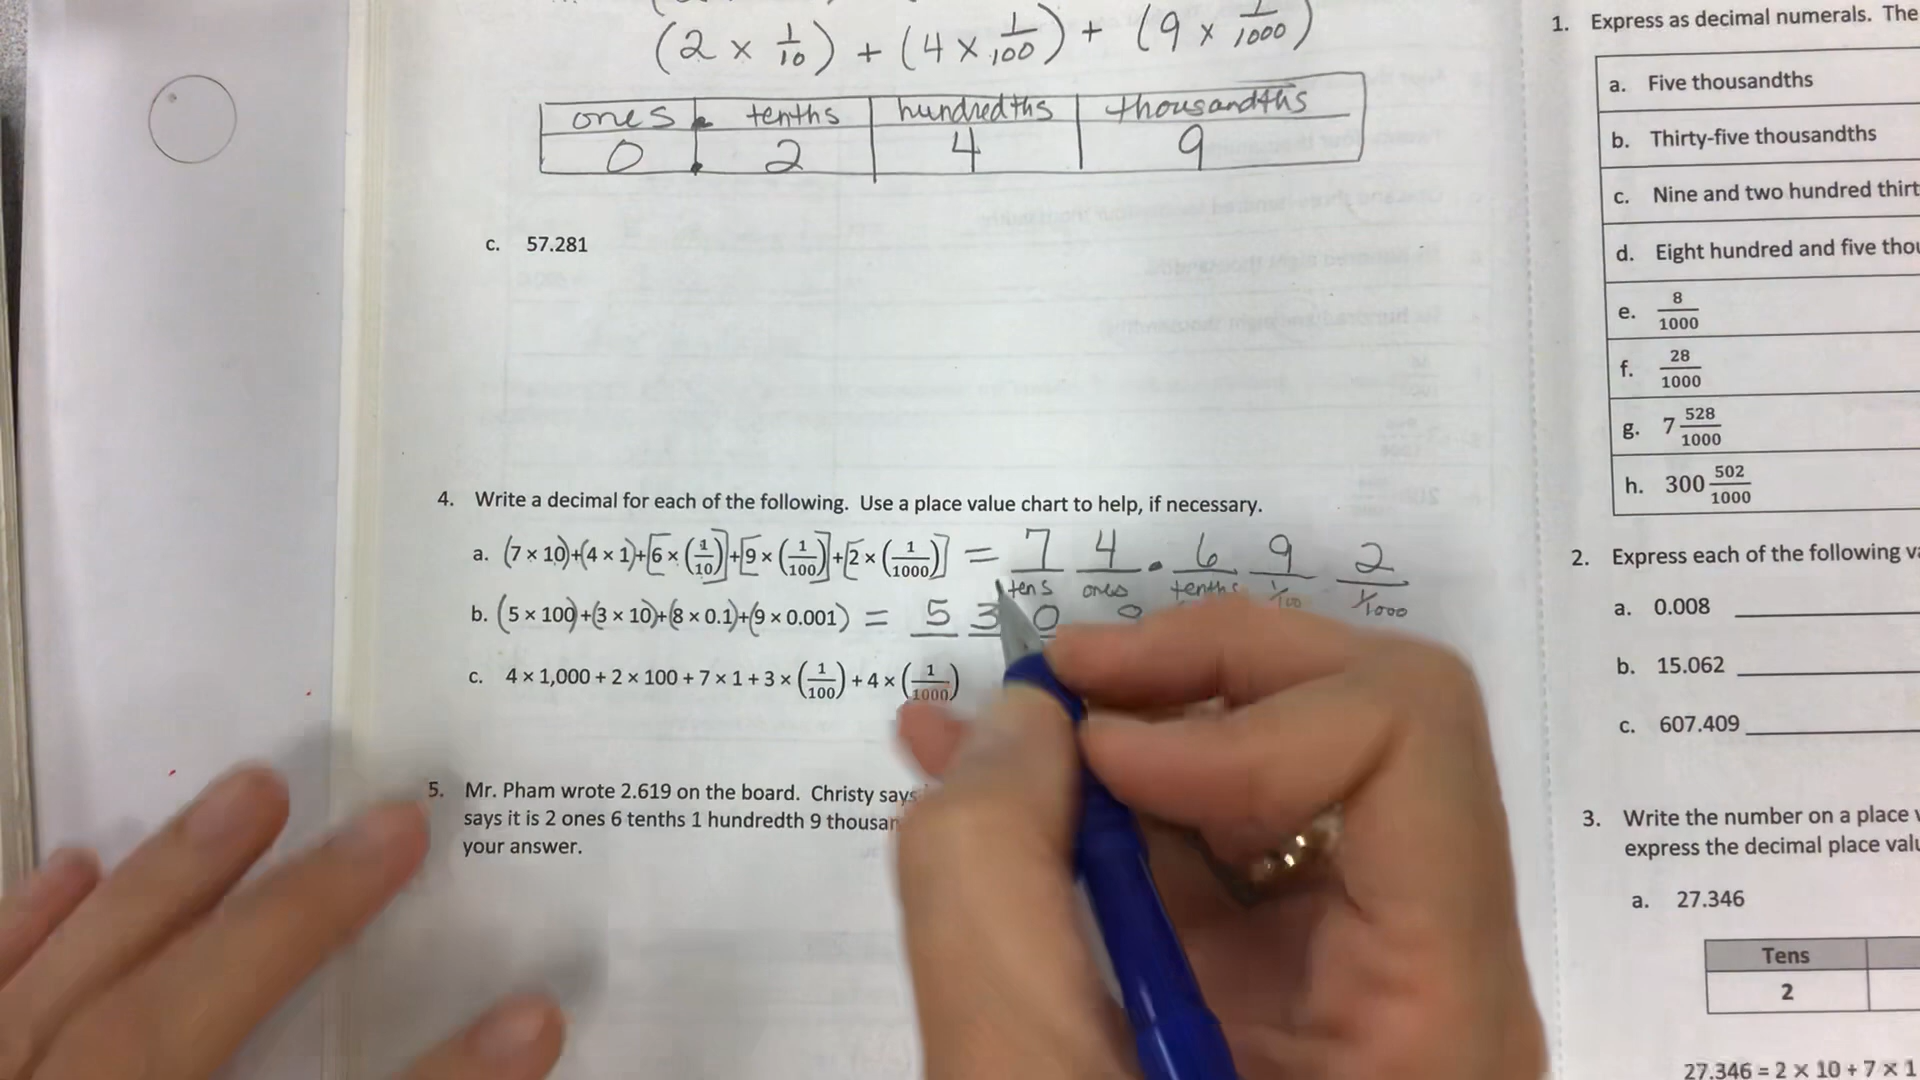 (2 × 1/10) + (4 × 1/100) + (9 × 1/1000)
ones . tenths hundredths thousandths
0 . 2 4 9
c. 57.281
4. Write a decimal for each of the following. Use a place value chart to help, if necessary.
a. (7 × 10)+(4 × 1)+[6 × (1/10)]+[9 × (1/100)]+[2 × (1/1000)] = 7 4 . 6 9 2
tens ones tenths 1/100 1/1000
b. (5 × 100)+(3 × 10)+(8 × 0.1)+(9 × 0.001) = 5 3 0
c. 4 × 1,000 + 2 × 100 + 7 × 1 + 3 × (1/100) + 4 × (1/1000)
5. Mr. Pham wrote 2.619 on the board. Christy says
says it is 2 ones 6 tenths 1 hundredth 9
your answer.
1. Express as decimal numerals. The
a. Five thousandths
b. Thirty-five thousandths
c. Nine and two hundred
d. Eight hundred and five
e. 8/1000
f. 28/1000
g. 7 528/1000
h. 300 502/1000
2. Express each of the following
a. 0.008
b. 15.062
c. 607.409
3. Write the number on a place
express the decimal place
a. 27.346
Tens
2
27.346 = 2 × 10 + 7 × 1